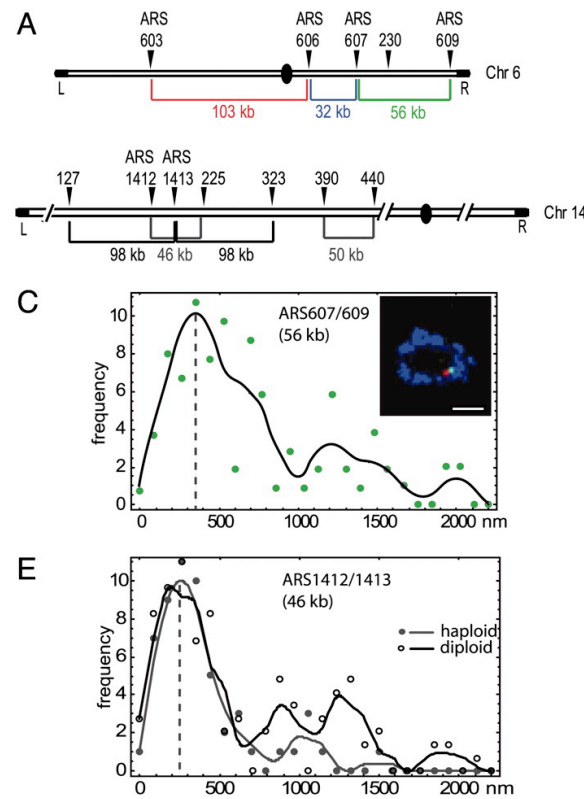 A
ARS ARS ARS ARS
603 606 607 230 609
Chr 6
L R
103 kb 32 kb 56 kb
ARS ARS
127 1412 1413 225 323 390 440
Chr 14
L R
98 kb 46 kb 98 kb 50 kb
C
ARS607/609
(56 kb)
frequency
10
8
6
4
2
0
0 500 1000 1500 2000 nm
E
ARS1412/1413
(46 kb)
haploid
diploid
frequency
10
8
6
4
2
0
0 500 1000 1500 2000 nm